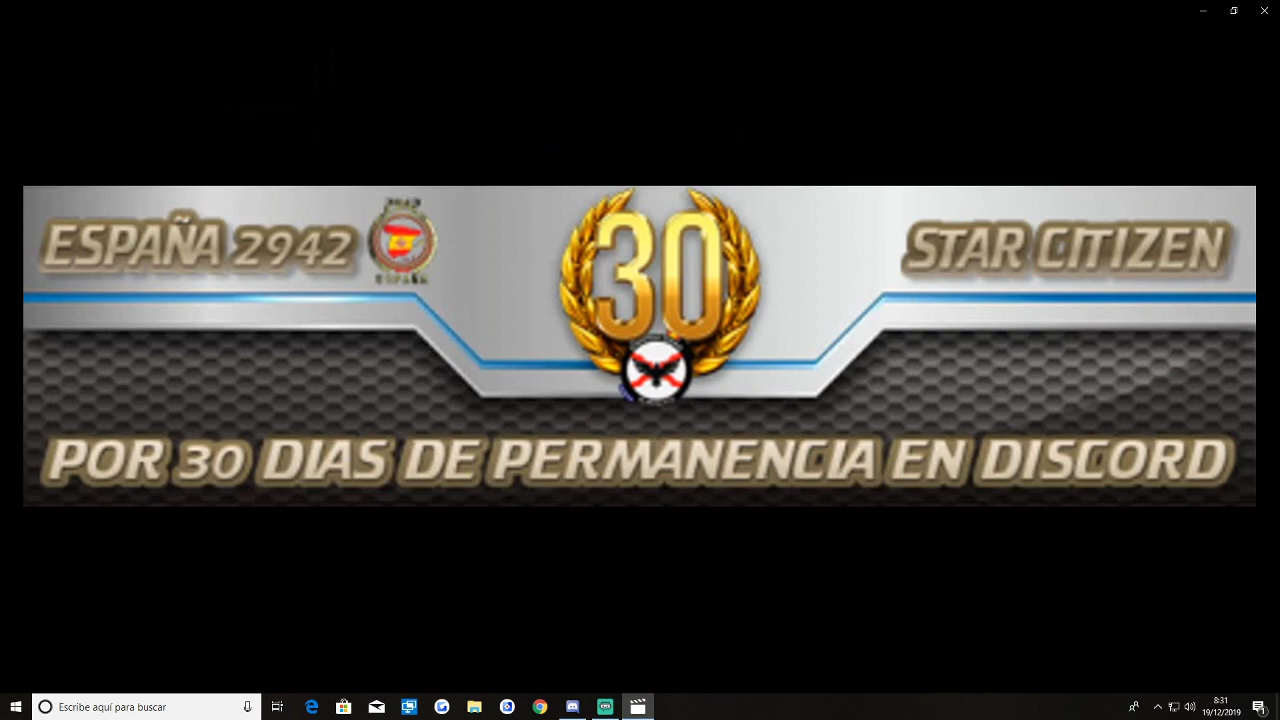 ESPAÑA 2942
ESPAÑA
30
STAR CITIZEN
POR 30 DIAS DE PERMANENCIA EN DISCORD
Escribe aquí para buscar
8:31
19/12/2019